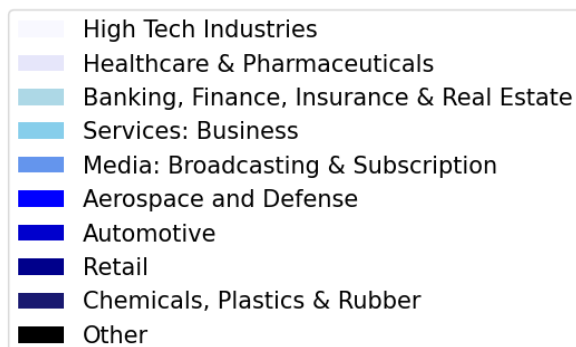 High Tech Industries
Healthcare & Pharmaceuticals
Banking, Finance, Insurance & Real Estate
Services: Business
Media: Broadcasting & Subscription
Aerospace and Defense
Automotive
Retail
Chemicals, Plastics & Rubber
Other